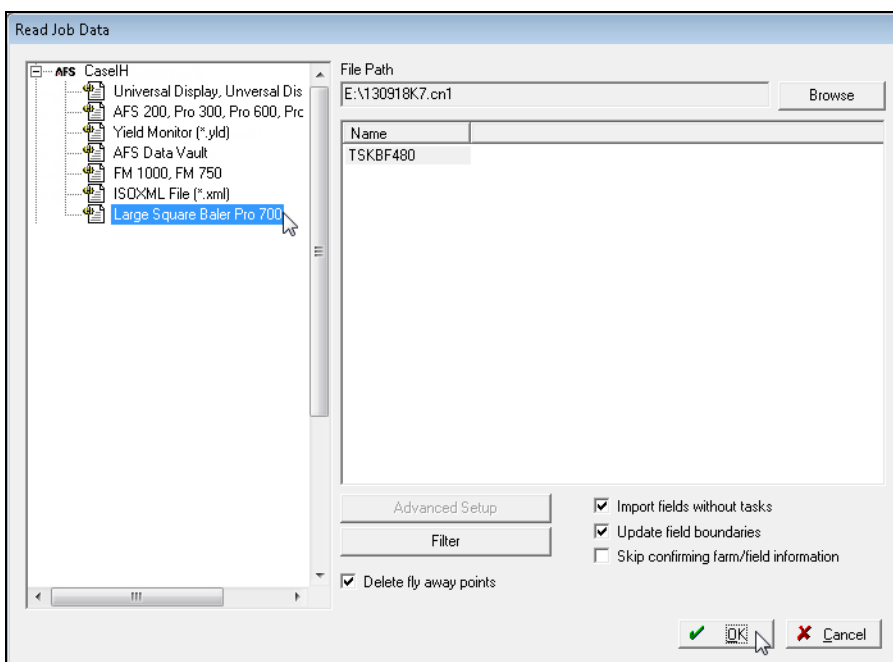 Read Job Data
AFS CaseIH
Universal Display, Unversal Dis
AFS 200, Pro 300, Pro 600, Prc
Yield Monitor (*.yld)
AFS Data Vault
FM 1000, FM 750
ISOXML File (*.xml)
Large Square Baler Pro 700
File Path
E:\130918K7.cn1
Browse
Name
TSKBF480
Advanced Setup
Filter
Delete fly away points
Import fields without tasks
Update field boundaries
Skip confirming farm/field information
OK
Cancel